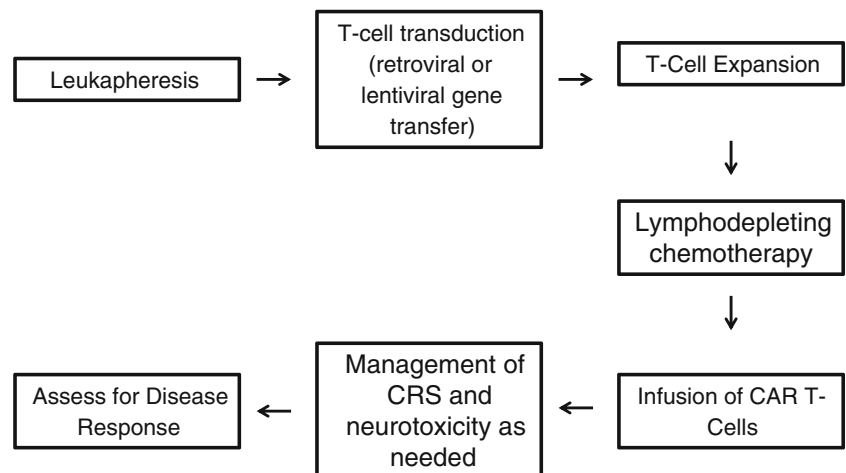 Leukapheresis
T-cell transduction
(retroviral or
lentiviral gene
transfer)
T-Cell Expansion
Lymphodepleting
chemotherapy
Infusion of CAR T-
Cells
Management of
CRS and
neurotoxicity as
needed
Assess for Disease
Response